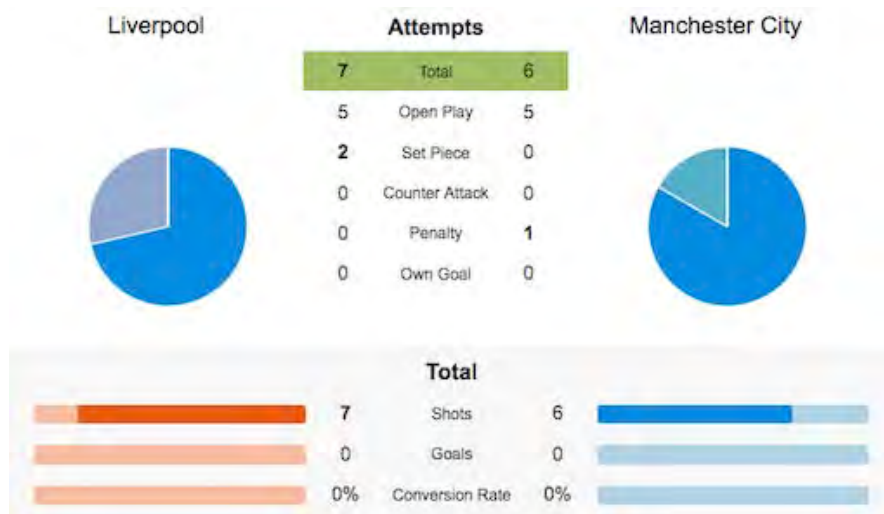 Liverpool Attempts Manchester City
7 Total 6
5 Open Play 5
2 Set Piece 0
0 Counter Attack 0
0 Penalty 1
0 Own Goal 0
Total
7 Shots 6
0 Goals 0
0% Conversion Rate 0%